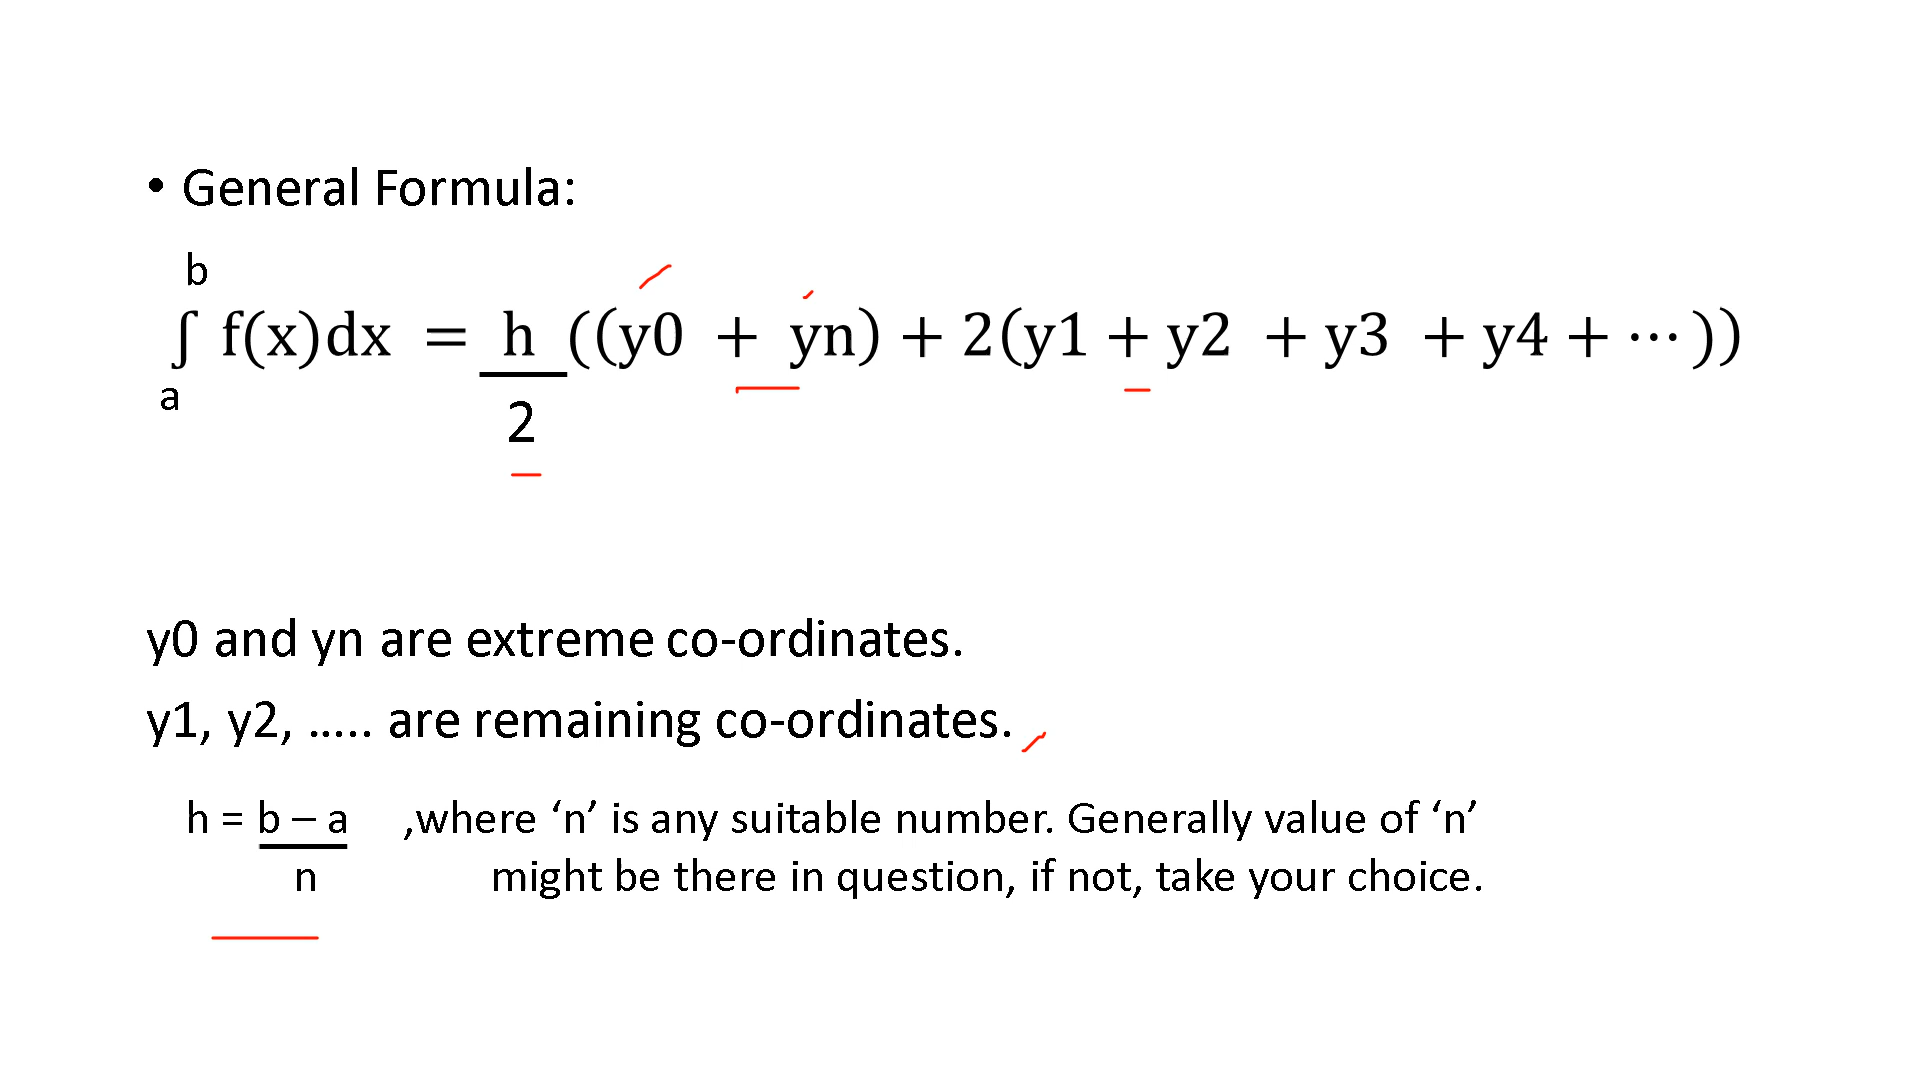 • General Formula:
b
∫ f(x)dx = h ((y0 + yn) + 2(y1 + y2 + y3 + y4 + ⋯ ))
a
2
y0 and yn are extreme co-ordinates.
y1, y2, ….. are remaining co-ordinates.
h = b – a ,where ‘n’ is any suitable number. Generally value of ‘n’
n might be there in question, if not, take your choice.